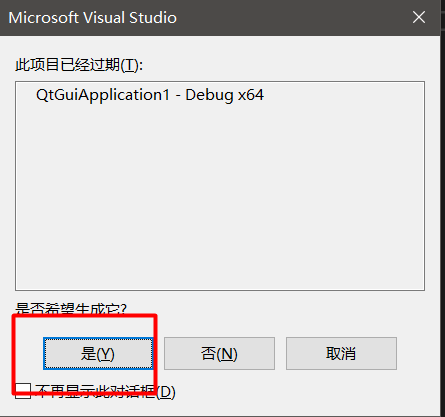 Microsoft Visual Studio
此项目已经过期(T):
QtGuiApplication1 - Debug x64
是否希望生成它?
是(Y) 否(N) 取消
不再显示此对话框(D)